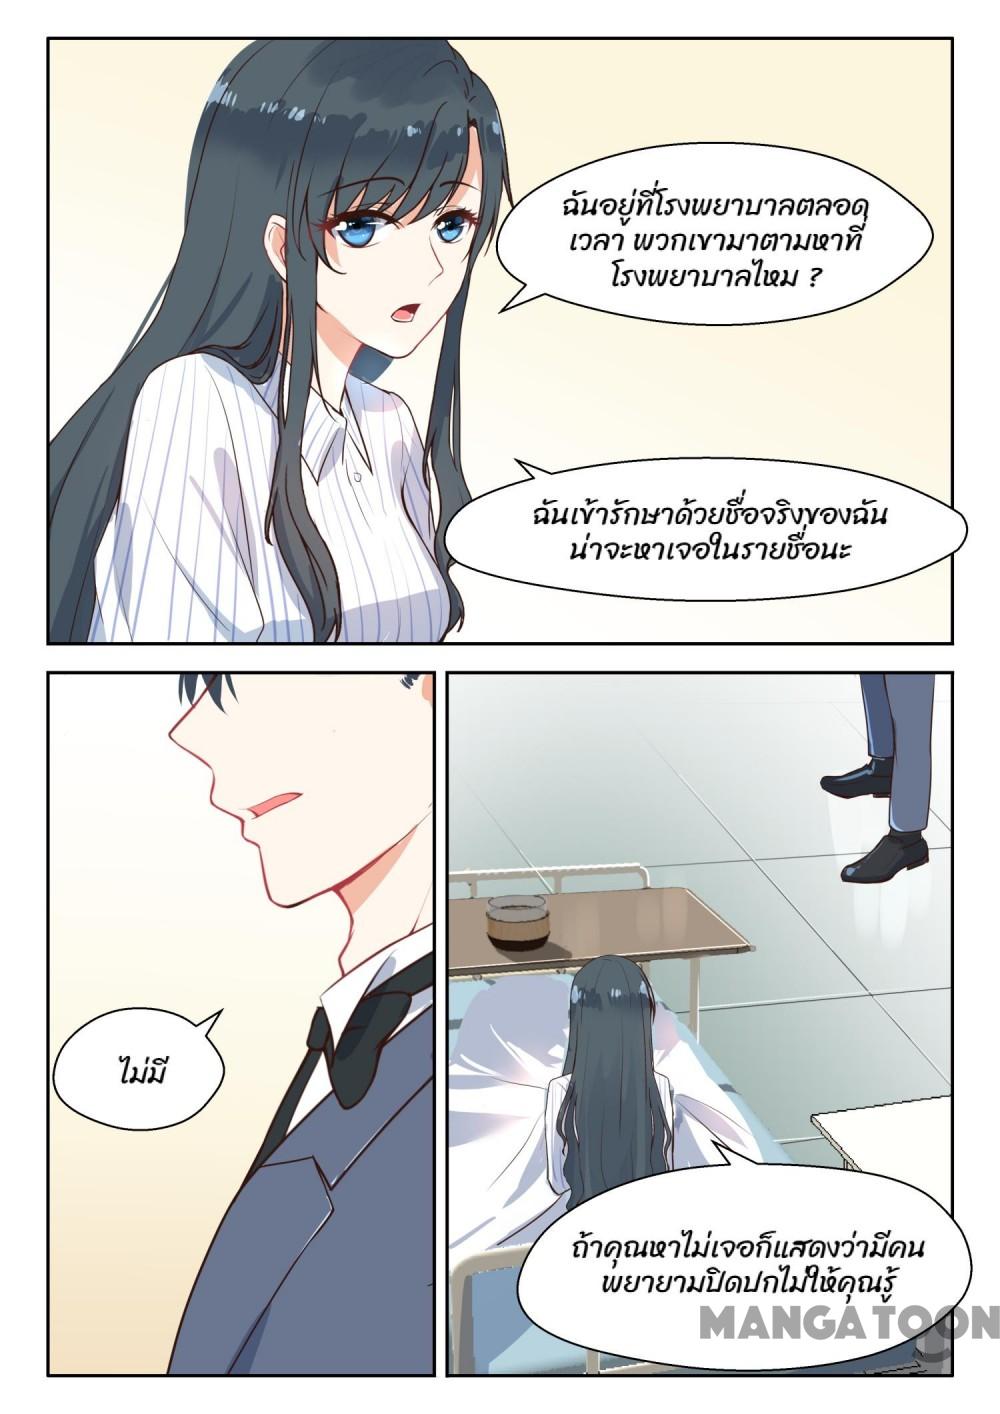 ฉันอยู่ที่โรงพยาบาลตลอด
เวลา พวกเขามาตามหาที่
โรงพยาบาลไหม ?
ฉันเข้ารักษาด้วยชื่อจริงของฉัน
น่าจะหาเจอในรายชื่อนะ
ไม่มี
ถ้าคุณหาไม่เจอก็แสดงว่ามีคน
พยายามปิดปกไม่ให้คุณรู้
MANGATOON